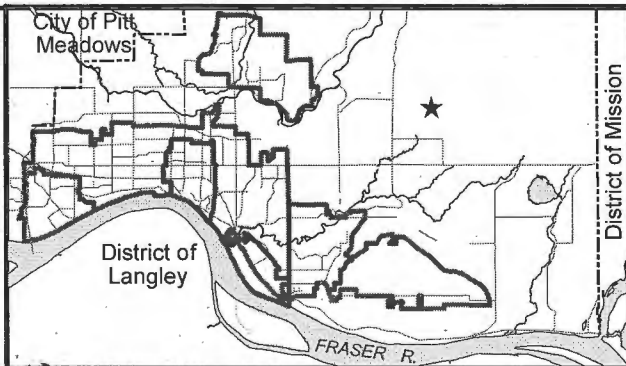 City of Pitt
Meadows
District of Mission
District of
Langley
FRASER R.